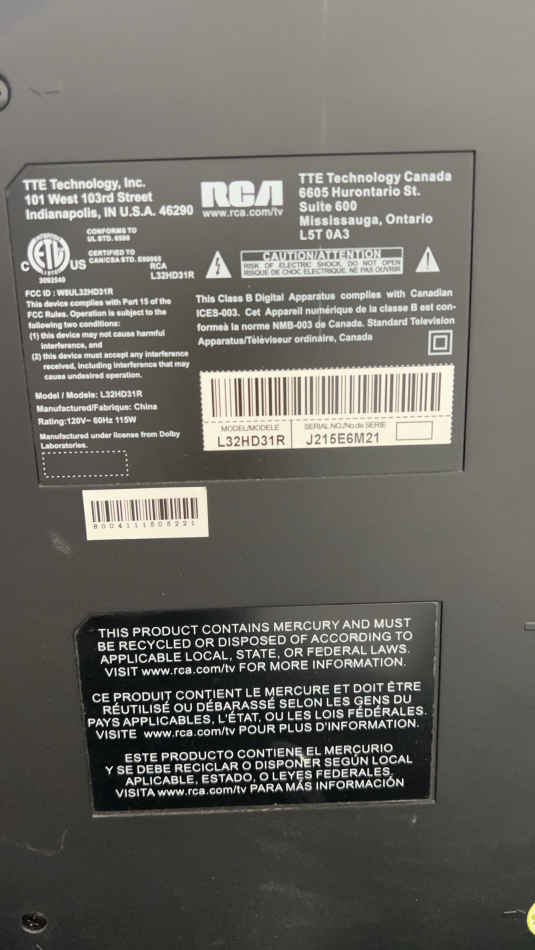 TTE Technology, Inc.
101 West 103rd Street
Indianapolis, IN U.S.A. 46290
RCA
www.rca.com/tv
TTE Technology Canada
6605 Hurontario St.
Suite 600
Mississauga, Ontario
L5T 0A3
CONFORMS TO
UL STD. 6500
C ETL US
CERTIFIED TO
CAN/CSA STD. E60065
RCA
L32HD31R
3092540
CAUTION/ATTENTION
RISK OF ELECTRIC SHOCK, DO NOT OPEN
RISQUE DE CHOC ELECTRIQUE. NE PAS OUVRIR
FCC ID : W8UL32HD31R
This device complies with Part 15 of the
FCC Rules. Operation is subject to the
following two conditions:
(1) this device may not cause harmful
interference, and
(2) this device must accept any interference
received, including interference that may
cause undesired operation.
This Class B Digital Apparatus complies with Canadian
ICES-003. Cet Appareil numérique de la classe B est con-
formeà la norme NMB-003 de Canada. Standard Television
Apparatus/Téléviseur ordinaire, Canada
Model / Modele: L32HD31R
Manufactured/Fabrique: China
Rating:120V~ 60Hz 115W
Manufactured under license from Dolby
Laboratories.
MODEL/MODELE
L32HD31R
SERIAL NO./No.de SERIE
J215E6M21
8004111506221
THIS PRODUCT CONTAINS MERCURY AND MUST
BE RECYCLED OR DISPOSED OF ACCORDING TO
APPLICABLE LOCAL, STATE, OR FEDERAL LAWS.
VISIT www.rca.com/tv FOR MORE INFORMATION.
CE PRODUIT CONTIENT LE MERCURE ET DOIT ÊTRE
RÉUTILISÉ OU DÉBARASSÉ SELON LES GENS DU
PAYS APPLICABLES, L'ÉTAT, OU LES LOIS FÉDÉRALES.
VISITE www.rca.com/tv POUR PLUS D'INFORMATION.
ESTE PRODUCTO CONTIENE EL MERCURIO
Y SE DEBE RECICLAR O DISPONER SEGÚN LOCAL
APLICABLE, ESTADO, O LEYES FEDERALES,
VISITA www.rca.com/tv PARA MÁS INFORMACIÓN